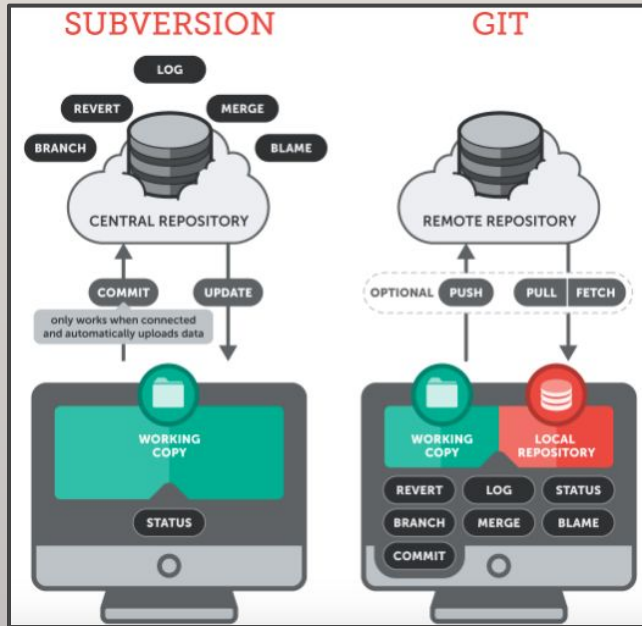 SUBVERSION
LOG
REVERT
MERGE
BRANCH
BLAME
CENTRAL REPOSITORY
COMMIT
UPDATE
only works when connected
and automatically uploads data
WORKING
COPY
STATUS
GIT
REMOTE REPOSITORY
OPTIONAL PUSH PULL FETCH
WORKING
COPY
LOCAL
REPOSITORY
REVERT LOG STATUS
BRANCH MERGE BLAME
COMMIT